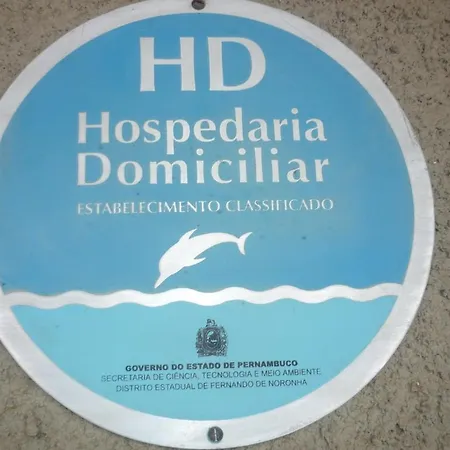 HD
Hospedaria
Domiciliar
ESTABELECIMENTO CLASSIFICADO
GOVERNO DO ESTADO DE PERNAMBUCO
SECRETARIA DE CIÊNCIA, TECNOLOGIA E MEIO AMBIENTE
DISTRITO ESTADUAL DE FERNANDO DE NORONHA